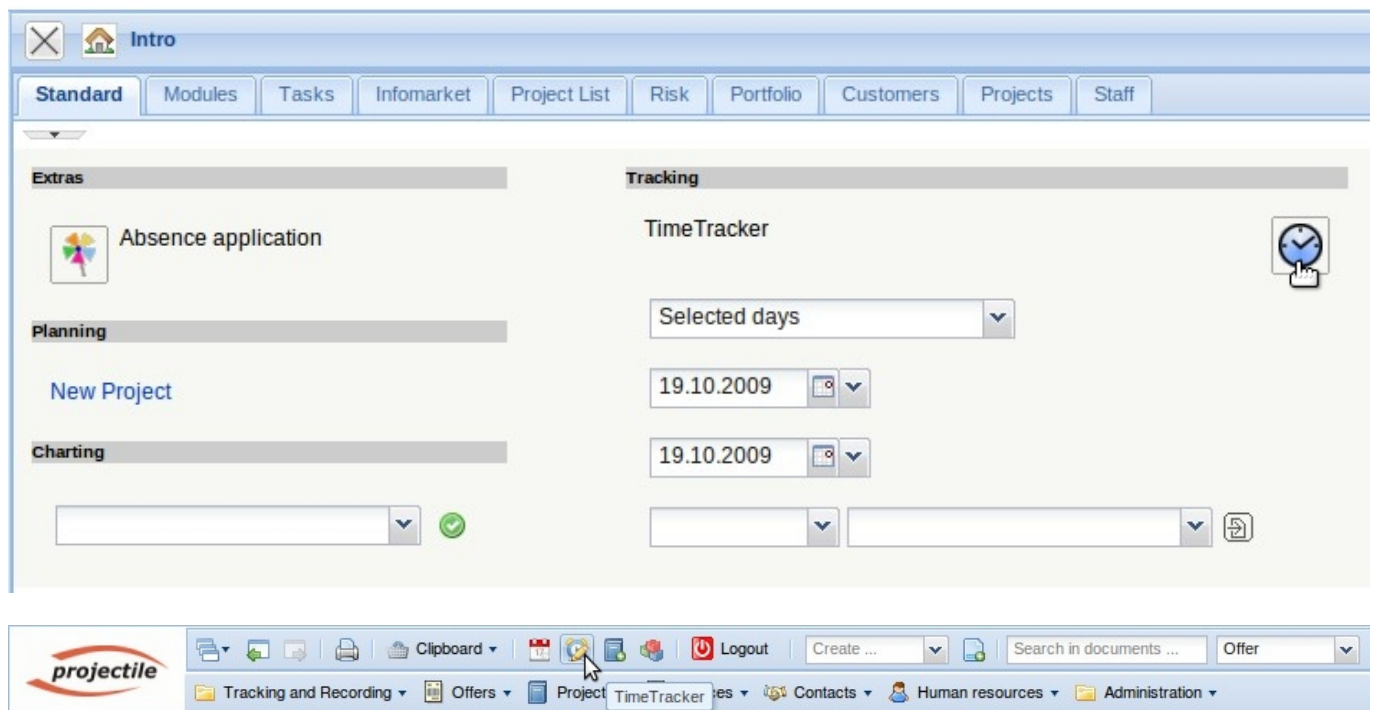 Intro
Standard Modules Tasks Infomarket Project List Risk Portfolio Customers Projects Staff
Extras
Tracking
Absence application
TimeTracker
Selected days
Planning
New Project
19.10.2009
Charting
19.10.2009
projectile
Clipboard 12 Logout Create ... Search in documents ... Offer
Tracking and Recording Offers Project es Contacts Human resources Administration
TimeTracker